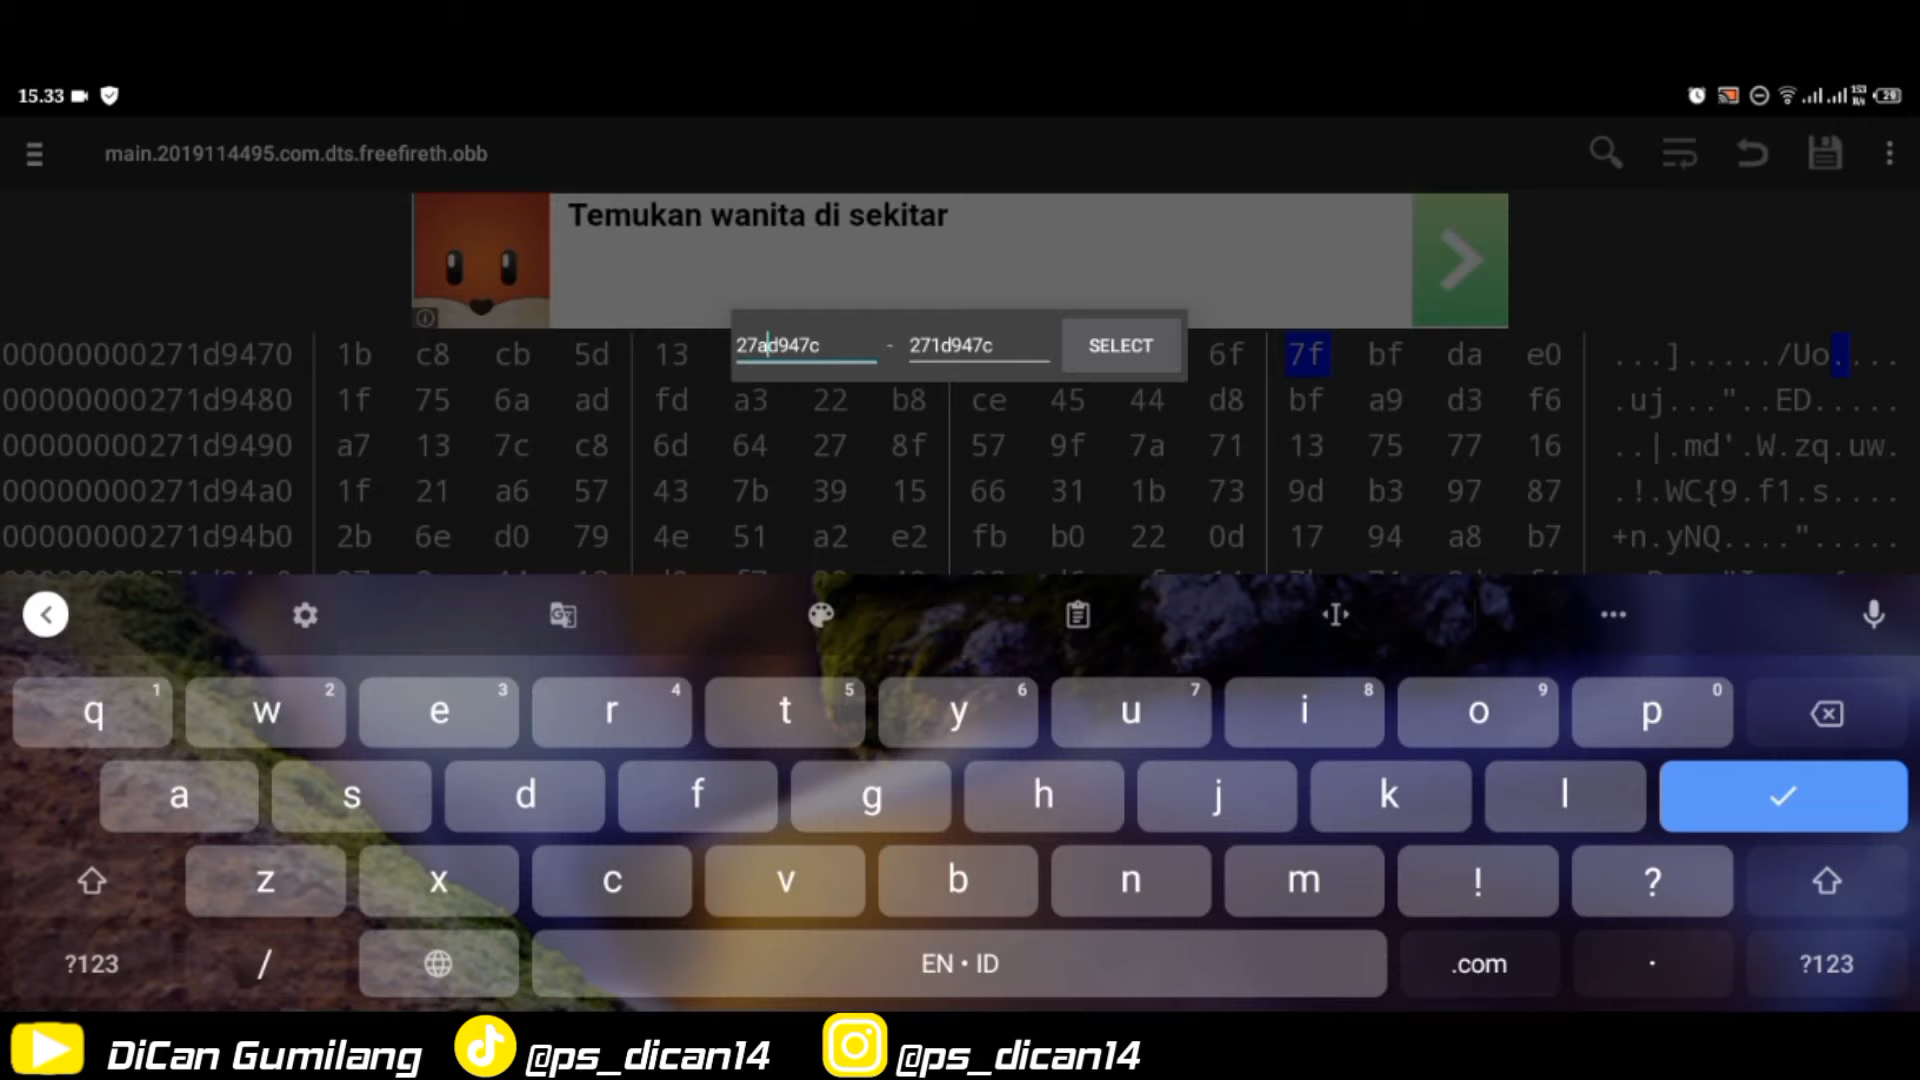 15.33
153
B/s
20
main.2019114495.com.dts.freefireth.obb
Temukan wanita di sekitar
27ad947c - 271d947c SELECT
00000000271d9470 1b c8 cb 5d 13 6f 7f bf da e0 ...]...../Uo....
00000000271d9480 1f 75 6a ad fd a3 22 b8 ce 45 44 d8 bf a9 d3 f6 .uj..."..ED.....
00000000271d9490 a7 13 7c c8 6d 64 27 8f 57 9f 7a 71 13 75 77 16 ..|.md'.W.zq.uw.
00000000271d94a0 1f 21 a6 57 43 7b 39 15 66 31 1b 73 9d b3 97 87 .!.WC{9.f1.s....
00000000271d94b0 2b 6e d0 79 4e 51 a2 e2 fb b0 22 0d 17 94 a8 b7 +n.yNQ....".....
q 1 w 2 e 3 r 4 t 5 y 6 u 7 i 8 o 9 p 0
a s d f g h j k l
z x c v b n m ! ?
?123 / EN • ID .com . ?123
DiCan Gumilang @ps_dican14 @ps_dican14